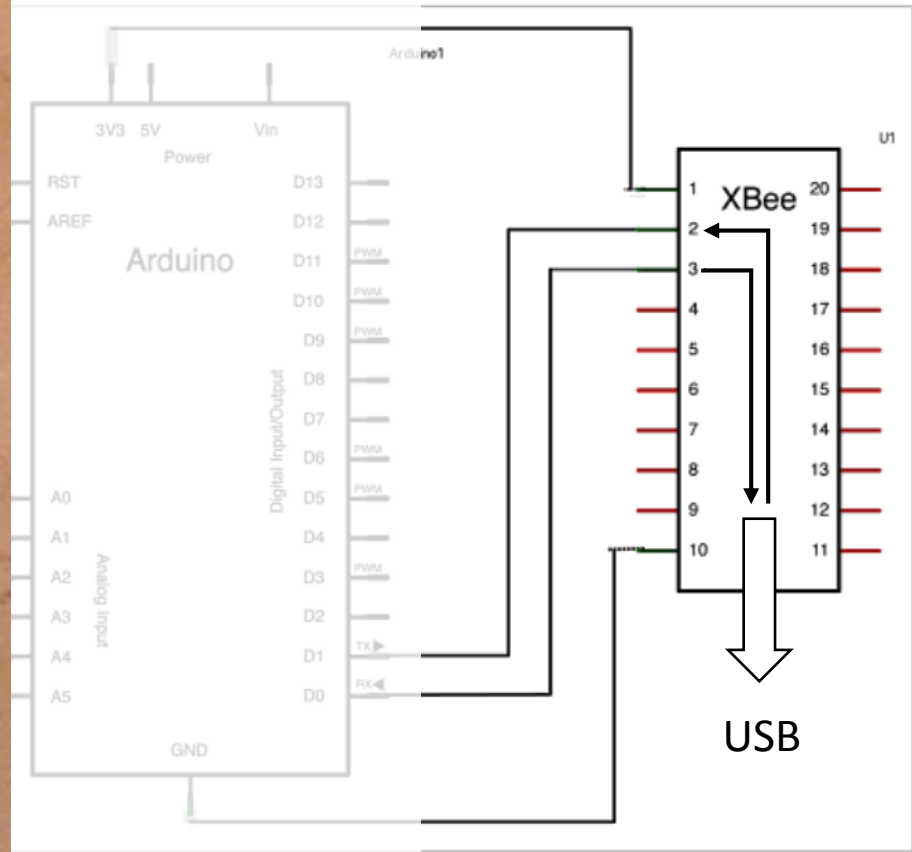 Arduino1
3V3 5V Vin
Power
RST D13
AREF D12
Arduino
PWM
D11
PWM
D10
PWM
D9
D8
D7
PWM
D6
A0 PWM
D5
A1 D4
A2 PWM
D3
A3 D2
A4 TX
D1
A5 RX
D0
Digital Input/Output
Analog Input
GND
U1
XBee
1 20
2 19
3 18
4 17
5 16
6 15
7 14
8 13
9 12
10 11
USB